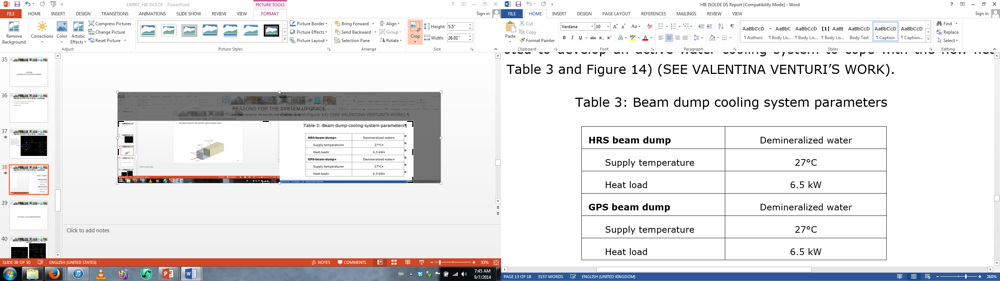 140907_HIE ISOLDE - PowerPoint
PICTURE TOOLS
FILE HOME INSERT DESIGN TRANSITIONS ANIMATIONS SLIDE SHOW REVIEW VIEW FORMAT Sign in
Remove Background
Corrections
Color
Artistic Effects
Compress Pictures
Change Picture
Reset Picture
Adjust
Picture Styles
Picture Border
Picture Effects
Picture Layout
Bring Forward
Send Backward
Selection Pane
Align
Group
Rotate
Arrange
Crop
Height: 5.5"
Width: 26.01"
Size
35
COOLING
REASONS FOR THE SYSTEM UPGRADE
36
REASONS FOR THE SYSTEM UPGRADE
37
REASONS FOR THE SYSTEM UPGRADE
38
REASONS FOR THE SYSTEM UPGRADE
39
TECHNICAL SOLUTIONS PROPOSED
40
REASONS FOR THE SYSTEM UPGRADE
New Beam Dumps for HRS and GPS, shall be actively cooled
REASONS FOR THE SYSTEM UPGRADE
Table·3·and·Figure·14)·(SEE·VALENTINA·VENTURI'S·WORK).¶
New Beam Dumps for HRS and GPS, shall be actively cooled
Table·3:·Beam·dump·cooling·system·parameters¶
HRS·beam·dump¤ Demineralized·water¤
Supply·temperature¤ 27°C¤
Heat·load¤ 6.5·kW¤
GPS·beam·dump¤ Demineralized·water¤
Supply·temperature¤ 27°C¤
Heat·load¤ 6.5·kW¤
Click to add notes
Click to add notes
SLIDE 38 OF 50 ENGLISH (UNITED STATES) NOTES COMMENTS 33%
7:45 AM
9/7/2014
HIE ISOLDE DS Report [Compatibility Mode] - Word
FILE HOME INSERT DESIGN PAGE LAYOUT REFERENCES MAILINGS REVIEW VIEW Sign in
Paste
Cut
Copy
Format Painter
Clipboard
Verdana 10
Font
Paragraph
AaBbCcD AaBbC AaBbCcD [1] AaBb AaBbCcD AaBbCcD AaBbCcD
¶ Authors ¶ Body Lis... ¶ Body Lis... ¶ Body Lis... Body Text ¶ Caption ¶ Caption...
Styles
Find
Replace
Select
Editing
oted to develop an active water cooling system to cope with the new
Table 3 and Figure 14) (SEE VALENTINA VENTURI'S WORK).
Table 3: Beam dump cooling system parameters
HRS beam dump Demineralized water
Supply temperature 27°C
Heat load 6.5 kW
GPS beam dump Demineralized water
Supply temperature 27°C
Heat load 6.5 kW
PAGE 13 OF 18 3157 WORDS ENGLISH (UNITED KINGDOM) 260%